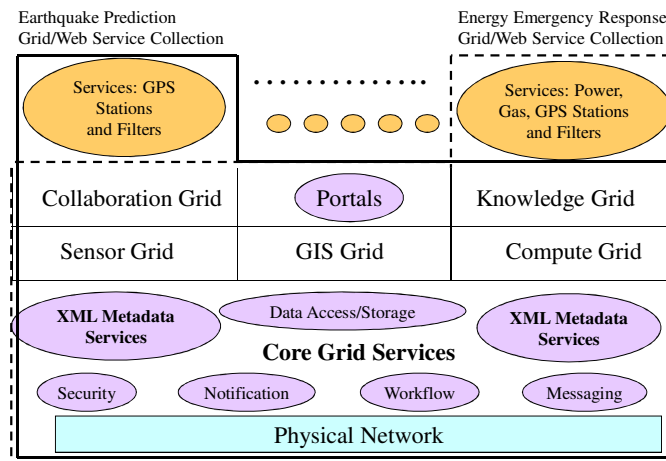 Earthquake Prediction
Grid/Web Service Collection
Energy Emergency Response
Grid/Web Service Collection
Services: GPS
Stations
and Filters
Services: Power,
Gas, GPS Stations
and Filters
Collaboration Grid
Portals
Knowledge Grid
Sensor Grid
GIS Grid
Compute Grid
XML Metadata
Services
Data Access/Storage
XML Metadata
Services
Core Grid Services
Security
Notification
Workflow
Messaging
Physical Network